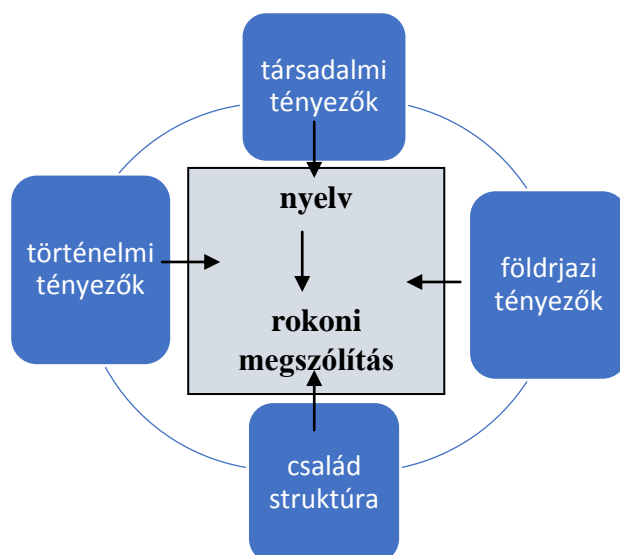 társadalmi
tényezők
nyelv
történelmi
tényezők
földrjazi
tényezők
rokoni
megszólítás
család
struktúra